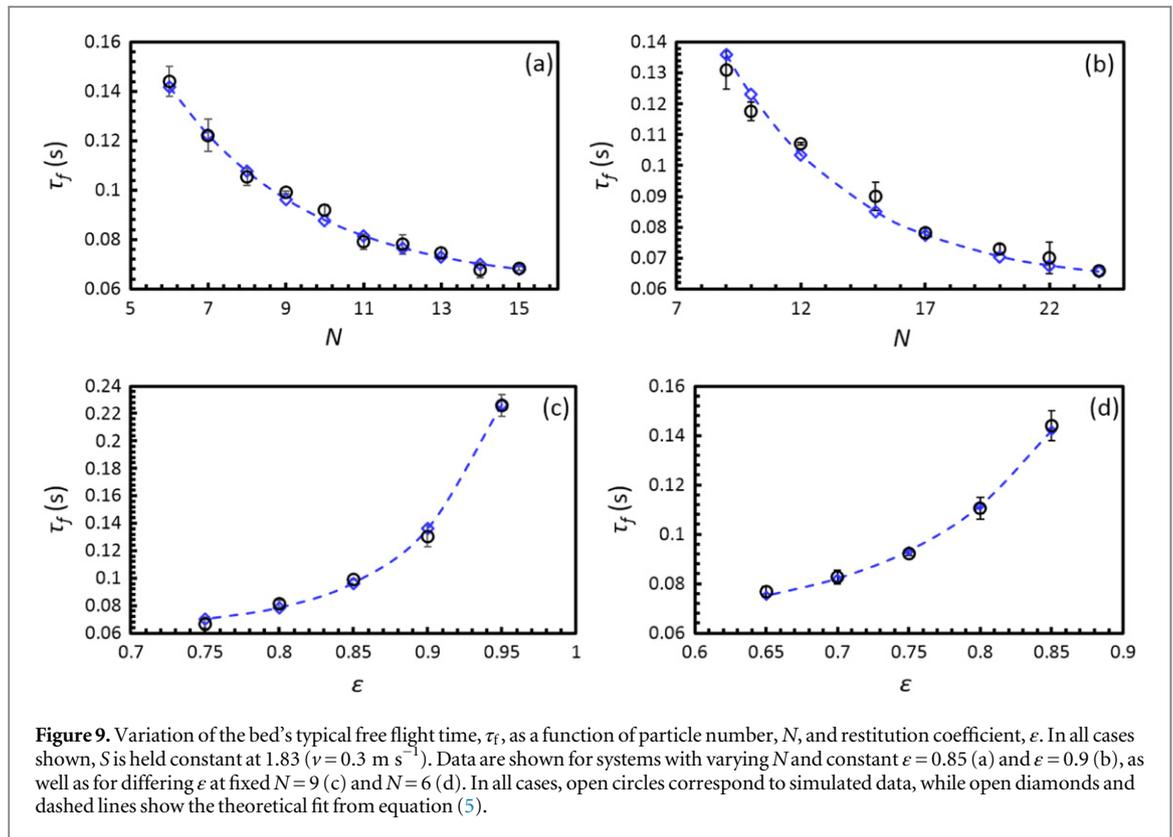 0.16
0.14
0.12
0.1
0.08
0.06
τf (s)
5 7 9 11 13 15
N
(a)
0.14
0.13
0.12
0.11
0.1
0.09
0.08
0.07
0.06
τf (s)
7 12 17 22
N
(b)
0.24
0.22
0.2
0.18
0.16
0.14
0.12
0.1
0.08
0.06
τf (s)
0.7 0.75 0.8 0.85 0.9 0.95 1
ε
(c)
0.16
0.14
0.12
0.1
0.08
0.06
τf (s)
0.6 0.65 0.7 0.75 0.8 0.85 0.9
ε
(d)
Figure 9. Variation of the bed's typical free flight time, τf, as a function of particle number, N, and restitution coefficient, ε. In all cases
shown, S is held constant at 1.83 (v = 0.3 m s−1). Data are shown for systems with varying N and constant ε = 0.85 (a) and ε = 0.9 (b), as
well as for differing ε at fixed N = 9 (c) and N = 6 (d). In all cases, open circles correspond to simulated data, while open diamonds and
dashed lines show the theoretical fit from equation (5).